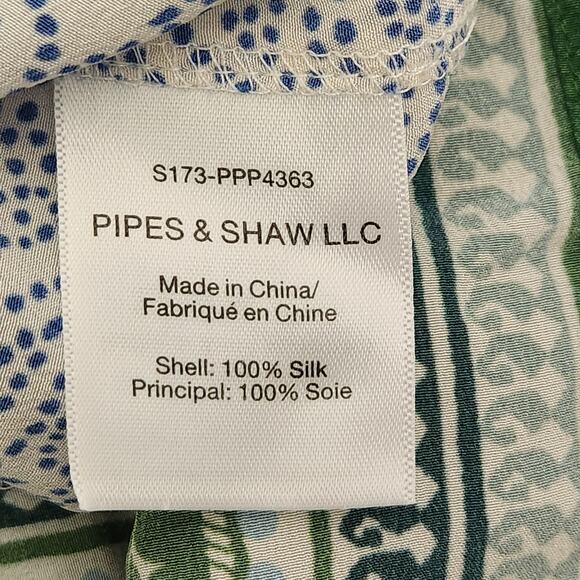 S173-PPP4363
PIPES & SHAW LLC
Made in China/
Fabriqué en Chine
Shell: 100% Silk
Principal: 100% Soie